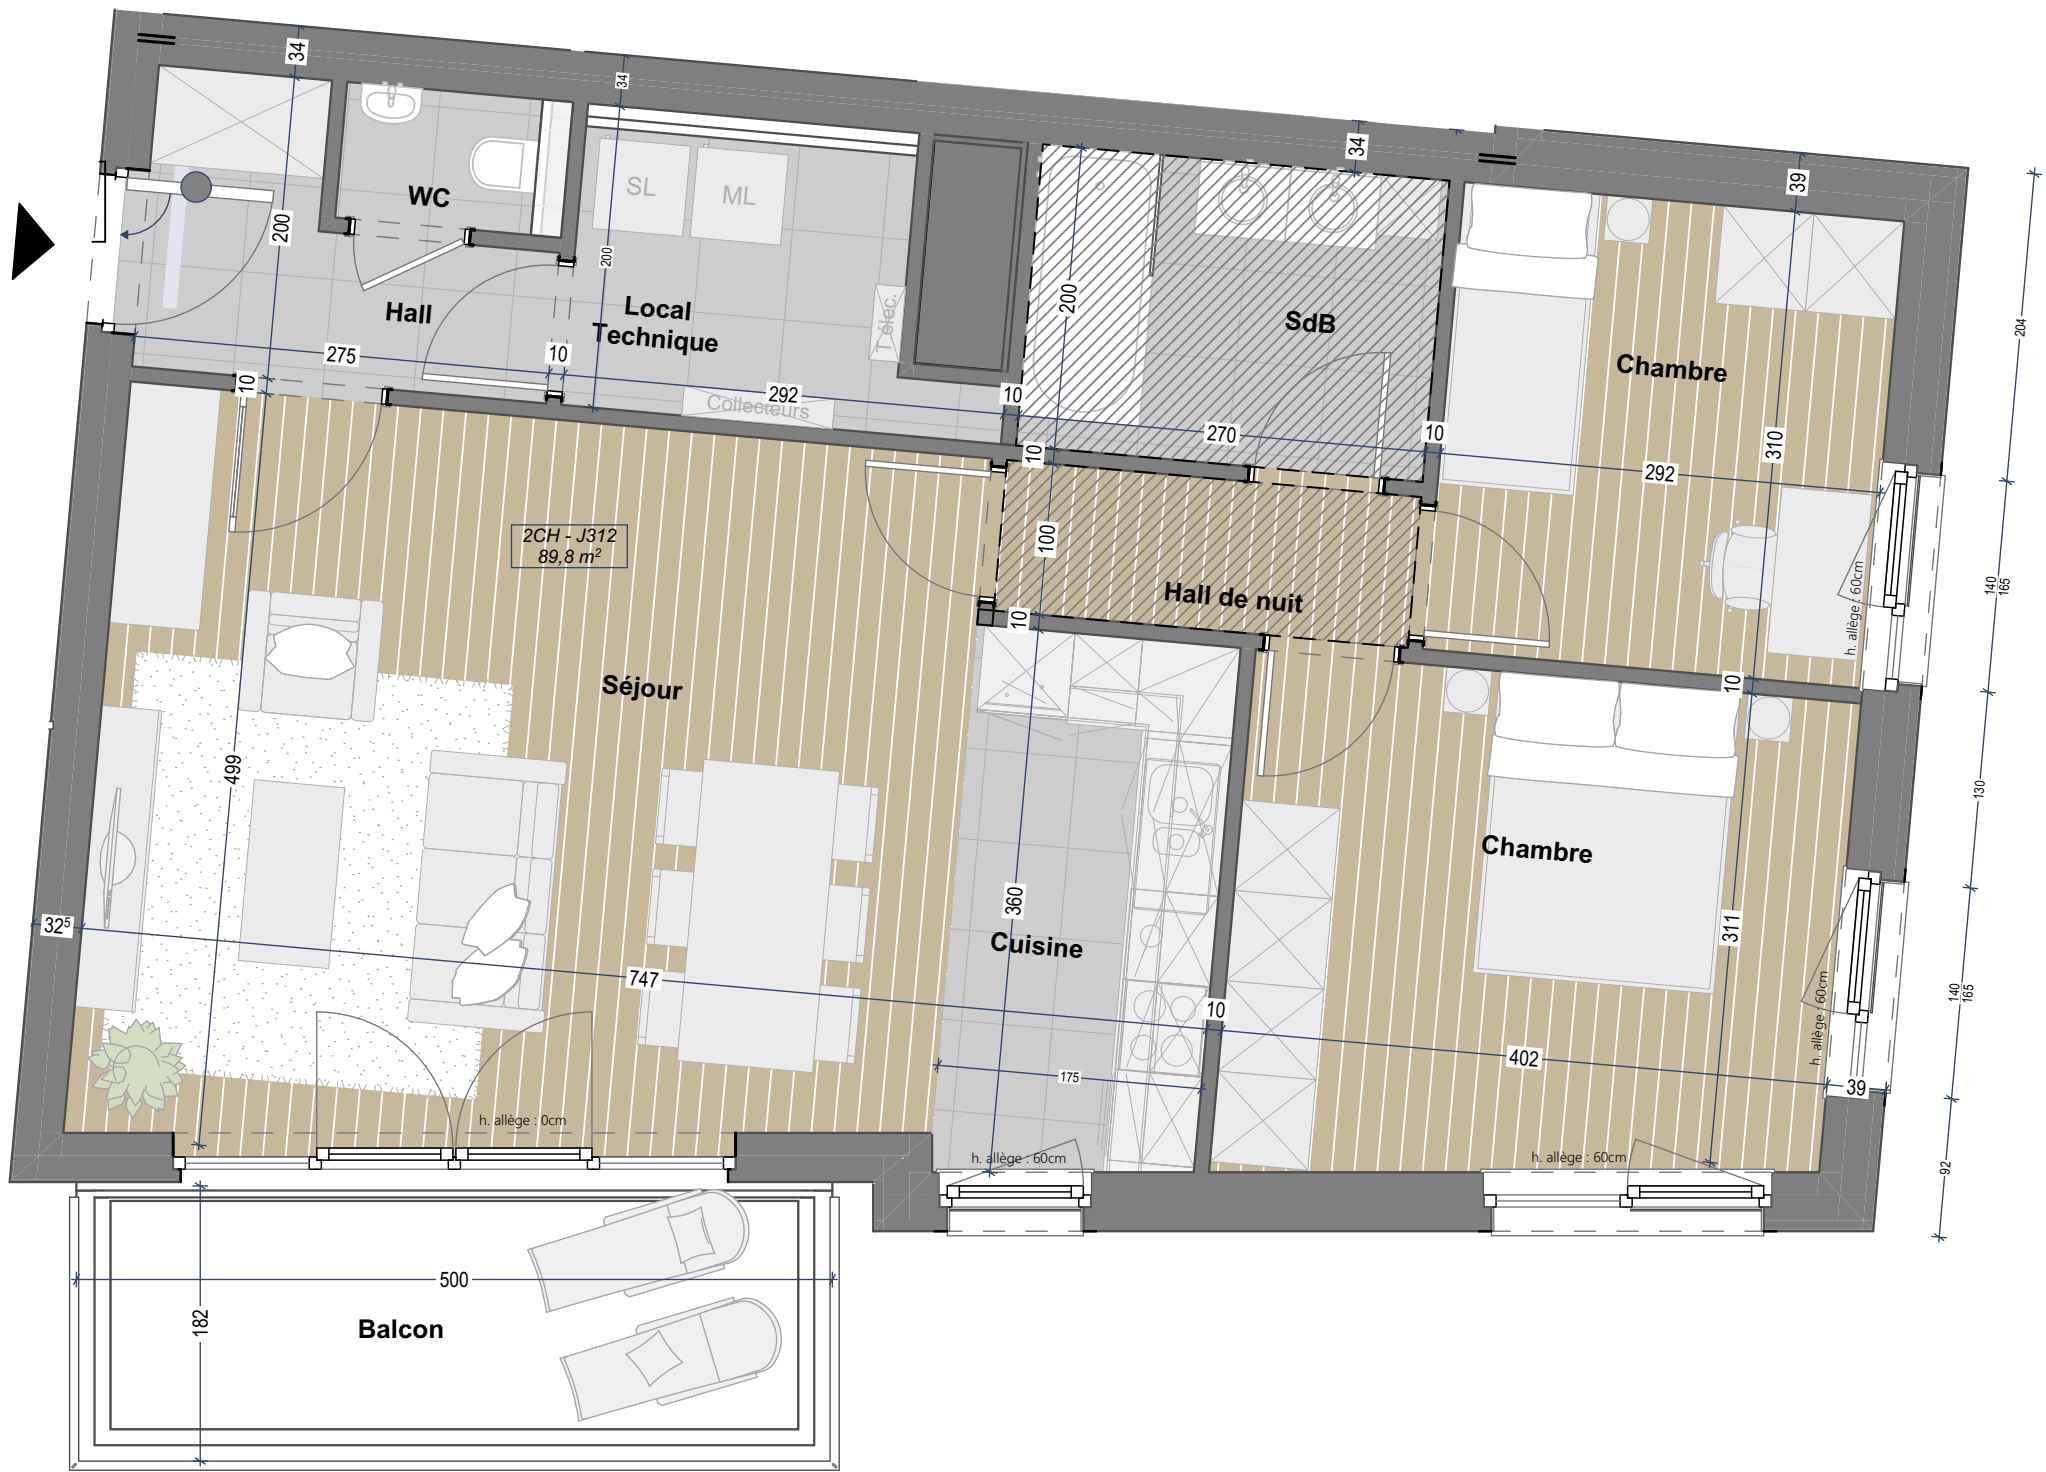 34
34
34
39
WC
SL
ML
200
200
200
204
Hall
Local
Technique
T.élec.
SdB
Chambre
275
10
292
Collecteurs
10
10
10
270
10
292
310
2CH - J312
89,8 m²
100
Hall de nuit
10
h. allège : 60cm
140
165
Séjour
10
499
130
Chambre
360
Cuisine
311
32⁵
747
10
402
175
39
h. allège : 60cm
140
165
h. allège : 0cm
h. allège : 60cm
h. allège : 60cm
92
500
182
Balcon